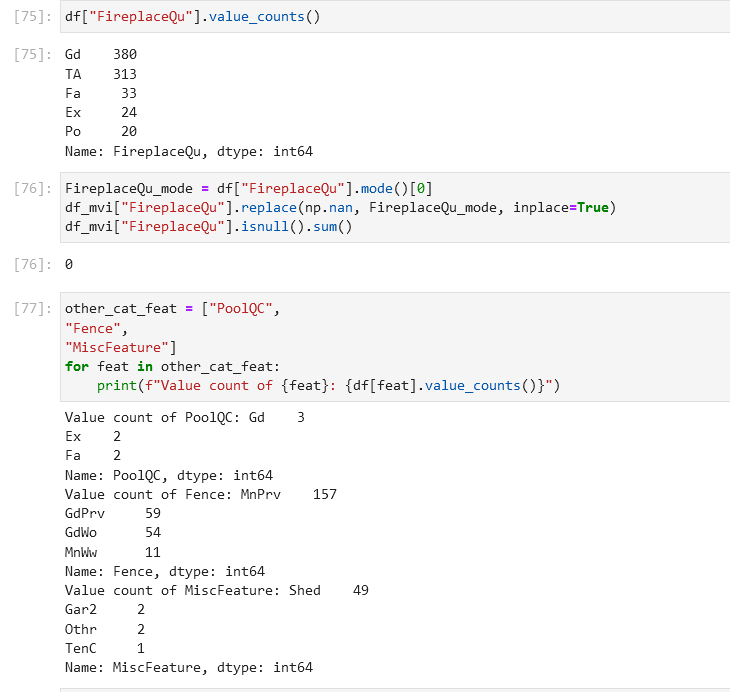 [75]: df["FireplaceQu"].value_counts()
[75]: Gd    380
TA    313
Fa     33
Ex     24
Po     20
Name: FireplaceQu, dtype: int64
[76]: FireplaceQu_mode = df["FireplaceQu"].mode()[0]
df_mvi["FireplaceQu"].replace(np.nan, FireplaceQu_mode, inplace=True)
df_mvi["FireplaceQu"].isnull().sum()
[76]: 0
[77]: other_cat_feat = ["PoolQC",
"Fence",
"MiscFeature"]
for feat in other_cat_feat:
    print(f"Value count of {feat}: {df[feat].value_counts()}")
Value count of PoolQC: Gd    3
Ex    2
Fa    2
Name: PoolQC, dtype: int64
Value count of Fence: MnPrv    157
GdPrv     59
GdWo      54
MnWw      11
Name: Fence, dtype: int64
Value count of MiscFeature: Shed    49
Gar2     2
Othr     2
TenC     1
Name: MiscFeature, dtype: int64